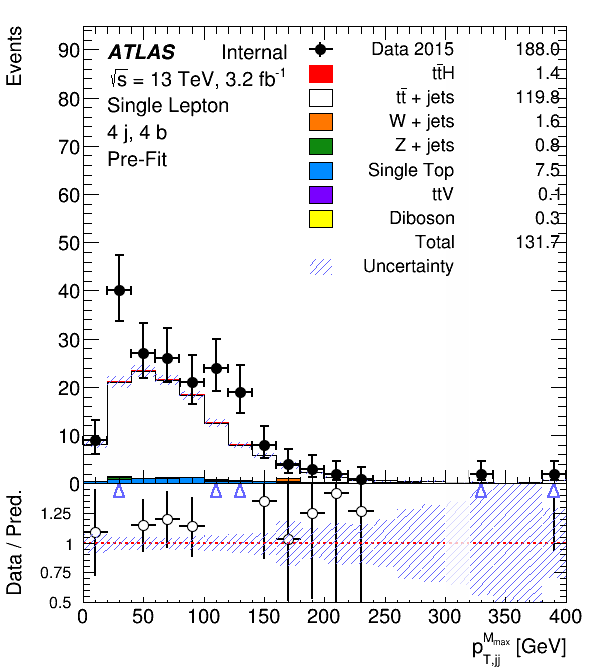 Events
ATLAS Internal
√s = 13 TeV, 3.2 fb⁻¹
Single Lepton
4 j, 4 b
Pre-Fit
Data 2015 188.0
tt̄H 1.4
tt̄ + jets 119.8
W + jets 1.6
Z + jets 0.8
Single Top 7.5
ttV 0.1
Diboson 0.3
Total 131.7
Uncertainty
90
80
70
60
50
40
30
20
10
0
Data / Pred.
1.25
1
0.75
0.5
0 50 100 150 200 250 300 350 400
p_{T,jj}^{M_{max}} [GeV]